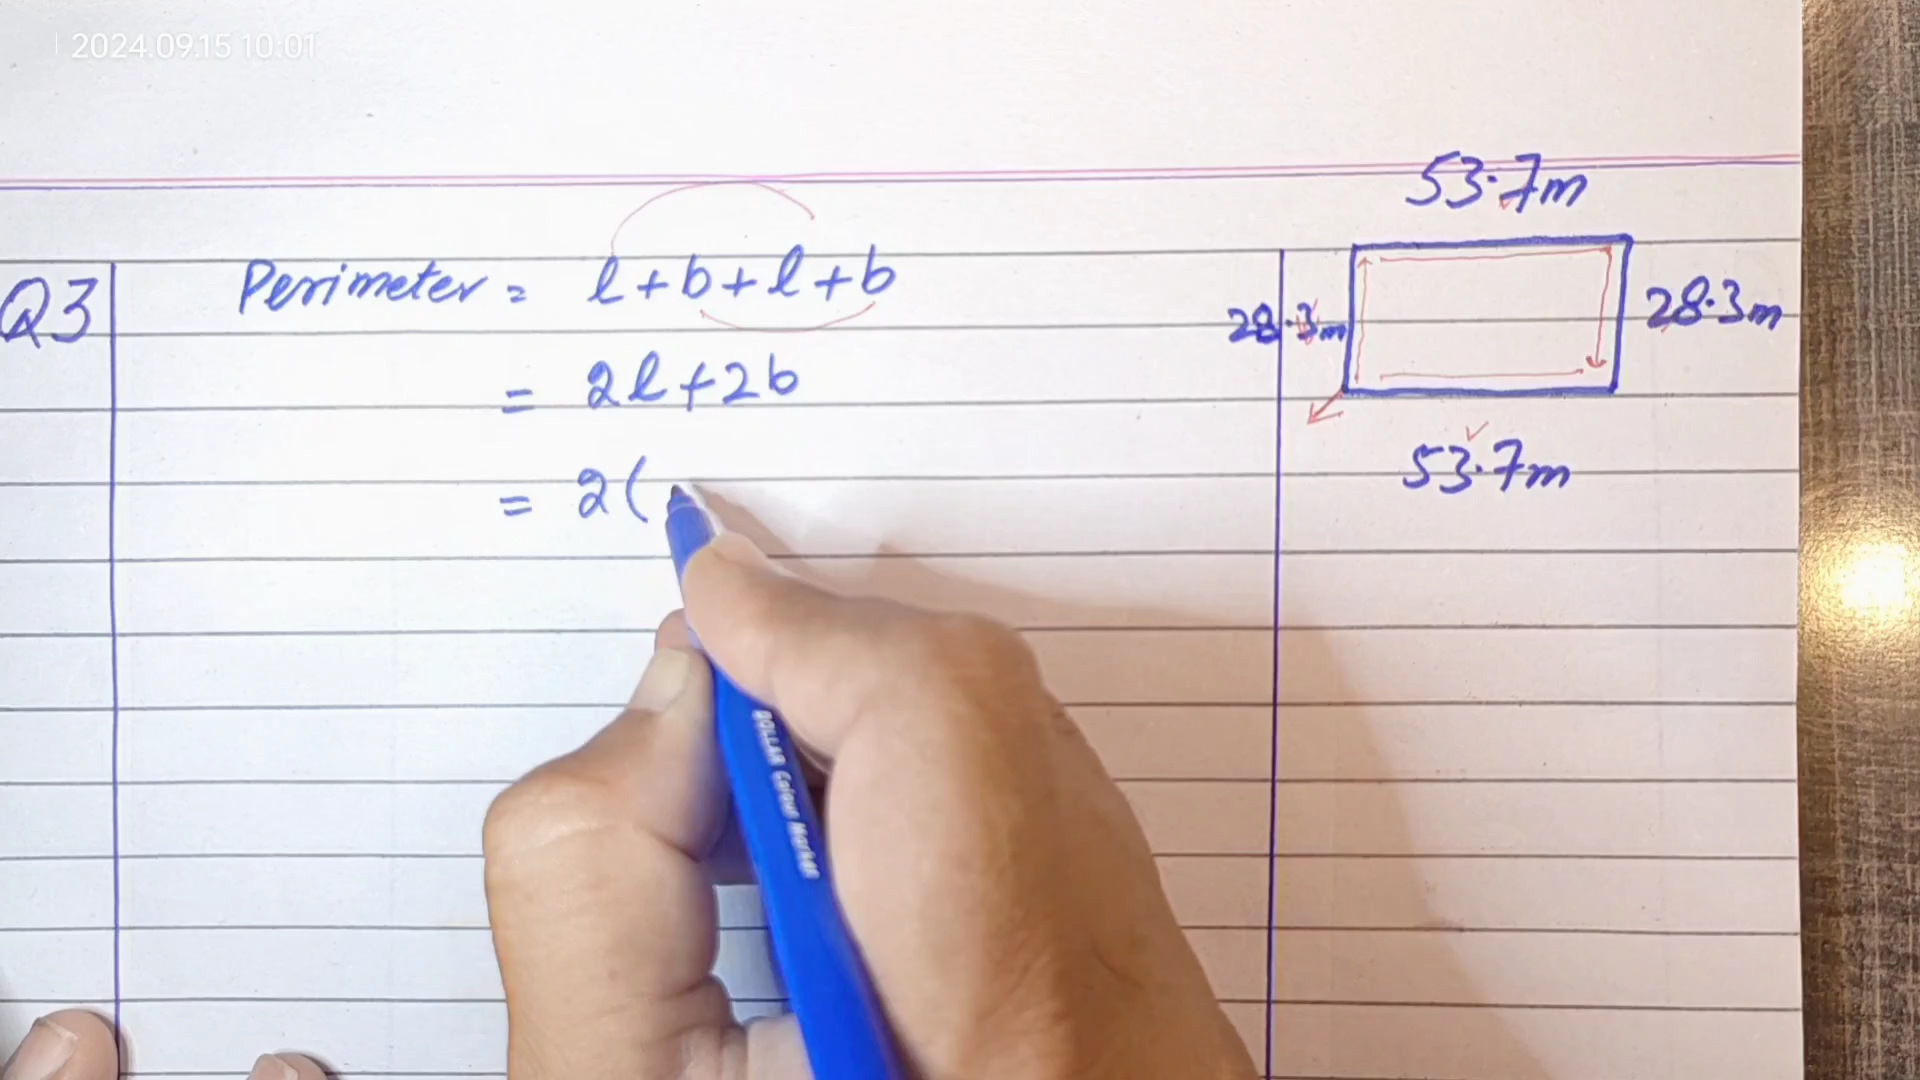 2024.09.15 10:01
Q3
Perimeter = l+b+l+b
= 2l+2b
= 2(
53.7m
28.3m
28.3m
53.7m
DOLLAR Colour Marker